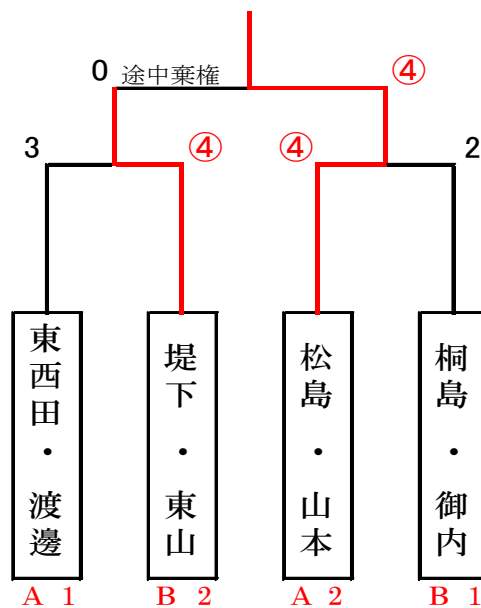 0 途中棄権 ④
3 ④ ④ 2
東西田・渡邊
堤下・東山
松島・山本
桐島・御内
A 1 B 2 A 2 B 1